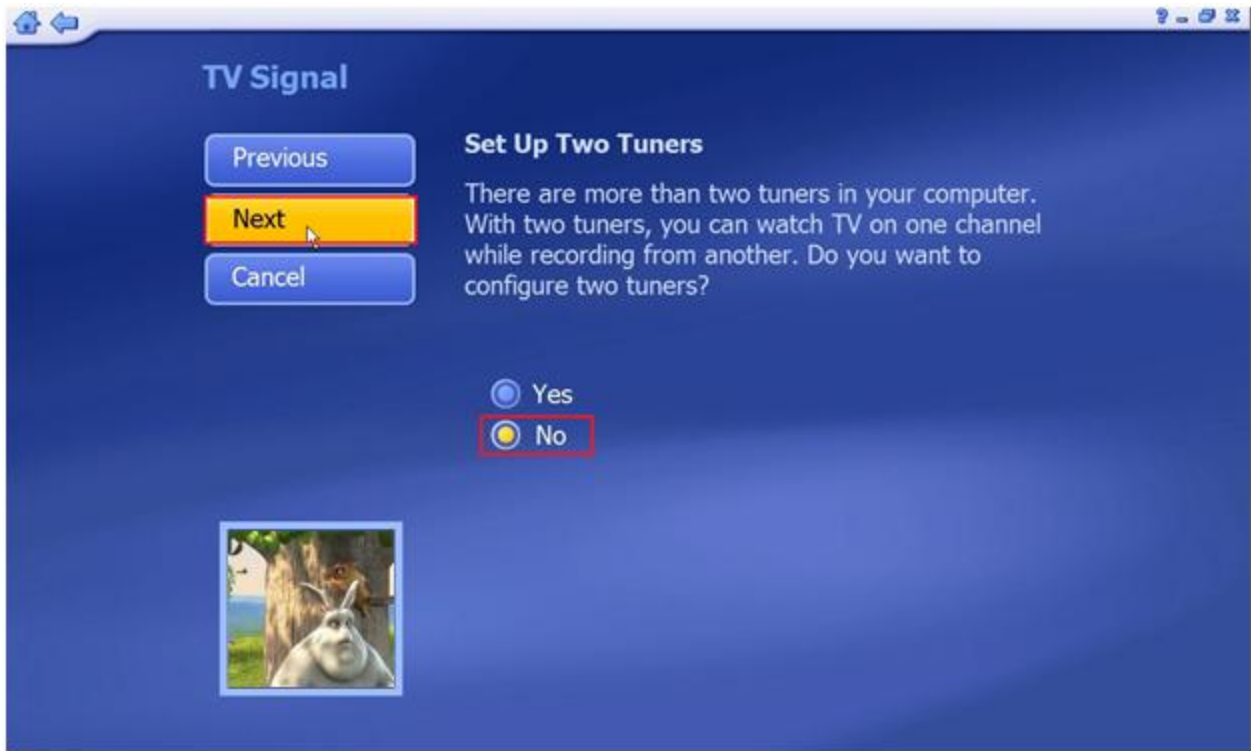 TV Signal
Previous
Next
Cancel
Set Up Two Tuners
There are more than two tuners in your computer.
With two tuners, you can watch TV on one channel
while recording from another. Do you want to
configure two tuners?
Yes
No